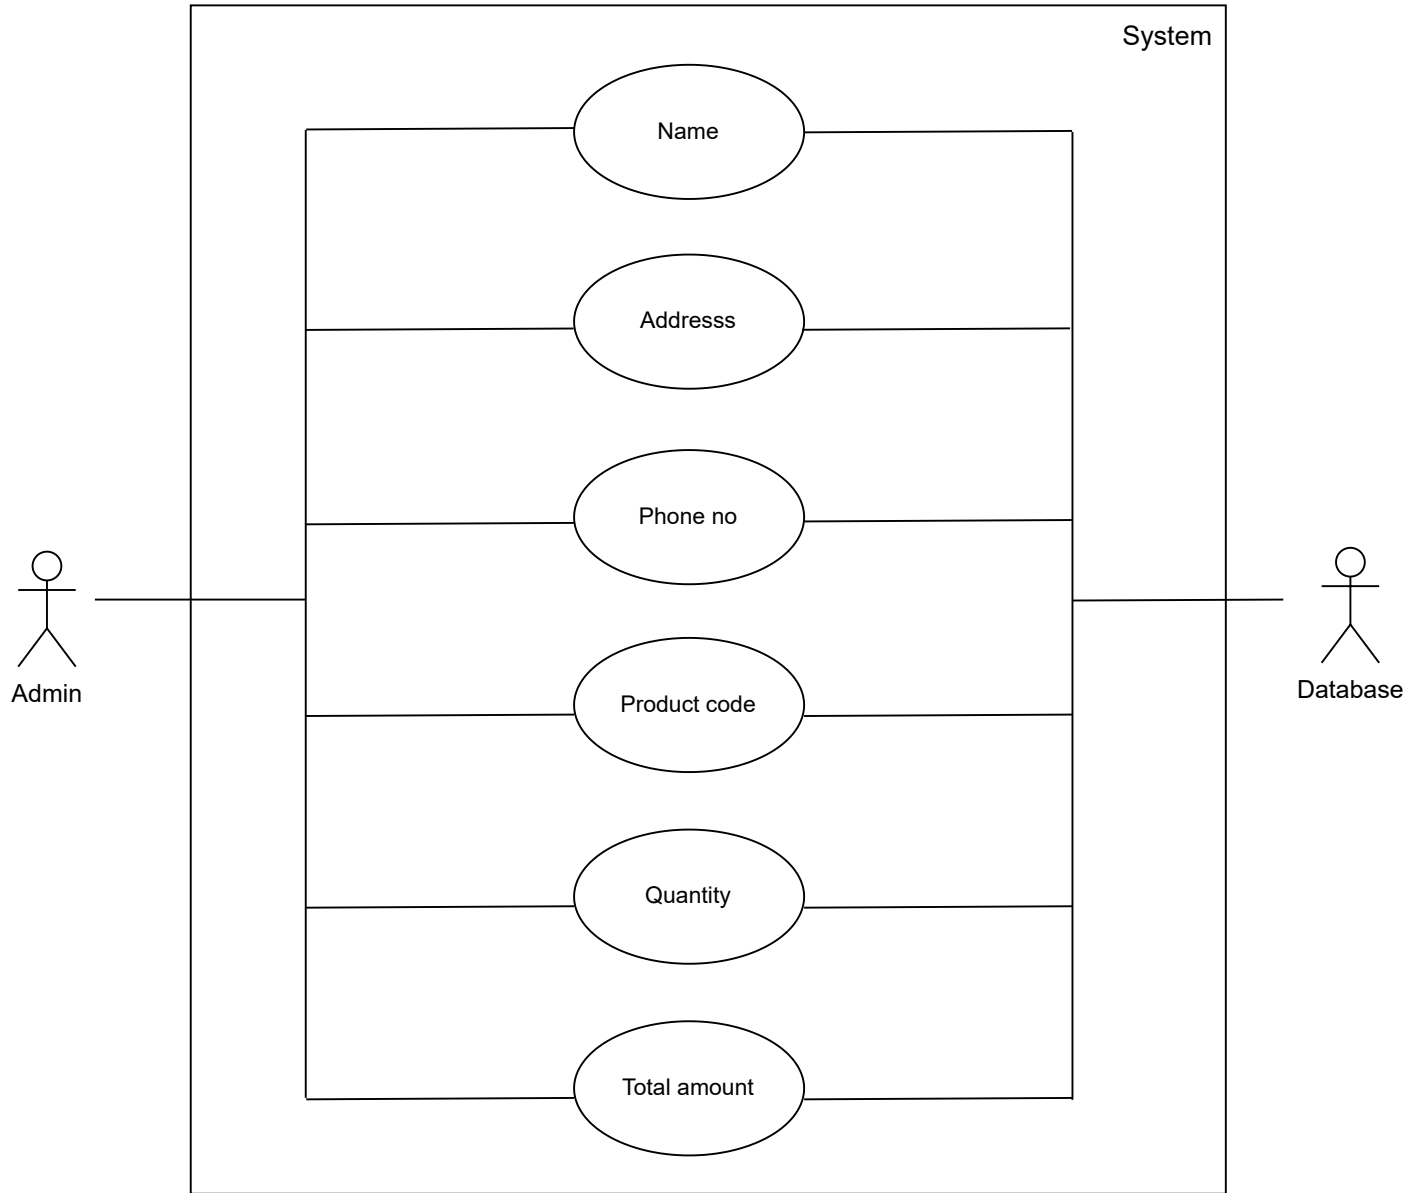 System
Name
Addresss
Phone no
Admin
Database
Product code
Quantity
Total amount